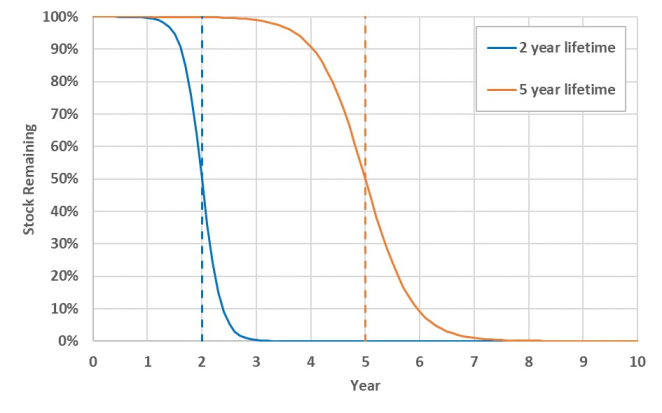 100%
90%
80%
70%
60%
50%
40%
30%
20%
10%
0%
Stock Remaining
0 1 2 3 4 5 6 7 8 9 10
Year
2 year lifetime
5 year lifetime